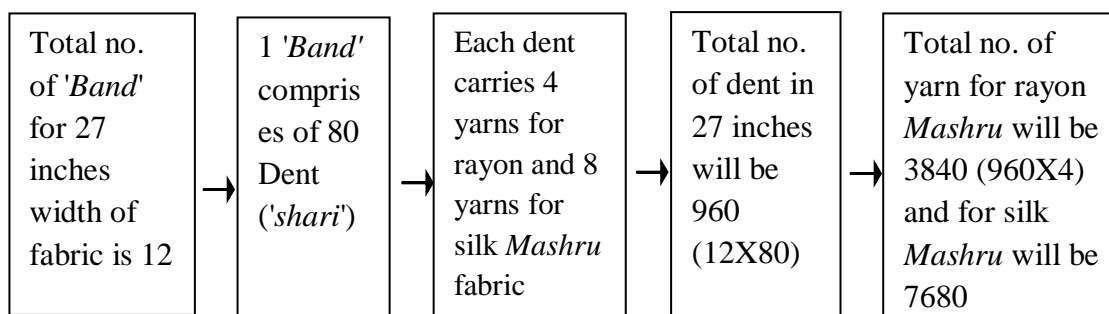 Total no.
of 'Band'
for 27
inches
width of
fabric is 12
1 'Band'
compris
es of 80
Dent
('shari')
Each dent
carries 4
yarns for
rayon and 8
yarns for
silk Mashru
fabric
Total no.
of dent in
27 inches
will be
960
(12X80)
Total no. of
yarn for rayon
Mashru will be
3840 (960X4)
and for silk
Mashru will be
7680